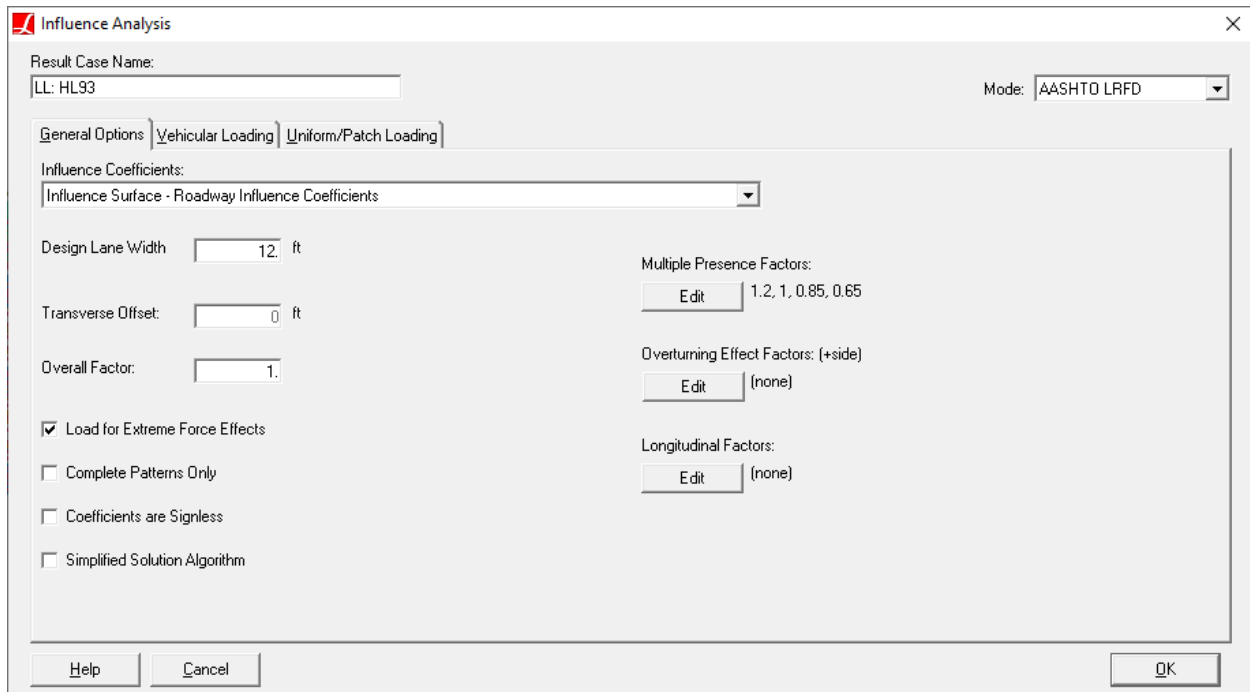 Influence Analysis
Result Case Name:
LL: HL93
Mode: AASHTO LRFD
General Options Vehicular Loading Uniform/Patch Loading
Influence Coefficients:
Influence Surface - Roadway Influence Coefficients
Design Lane Width 12. ft
Multiple Presence Factors:
Edit 1.2, 1, 0.85, 0.65
Transverse Offset: 0 ft
Overturning Effect Factors: (+side)
Overall Factor: 1.
Edit (none)
Load for Extreme Force Effects
Longitudinal Factors:
Complete Patterns Only
Edit (none)
Coefficients are Signless
Simplified Solution Algorithm
Help Cancel OK